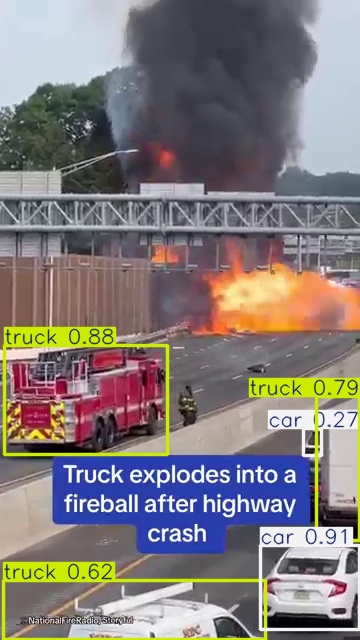 truck 0.88
truck 0.79
car 0.27
Truck explodes into a
fireball after highway
crash
car 0.91
truck 0.62
@NationalFireRadio/Storyful